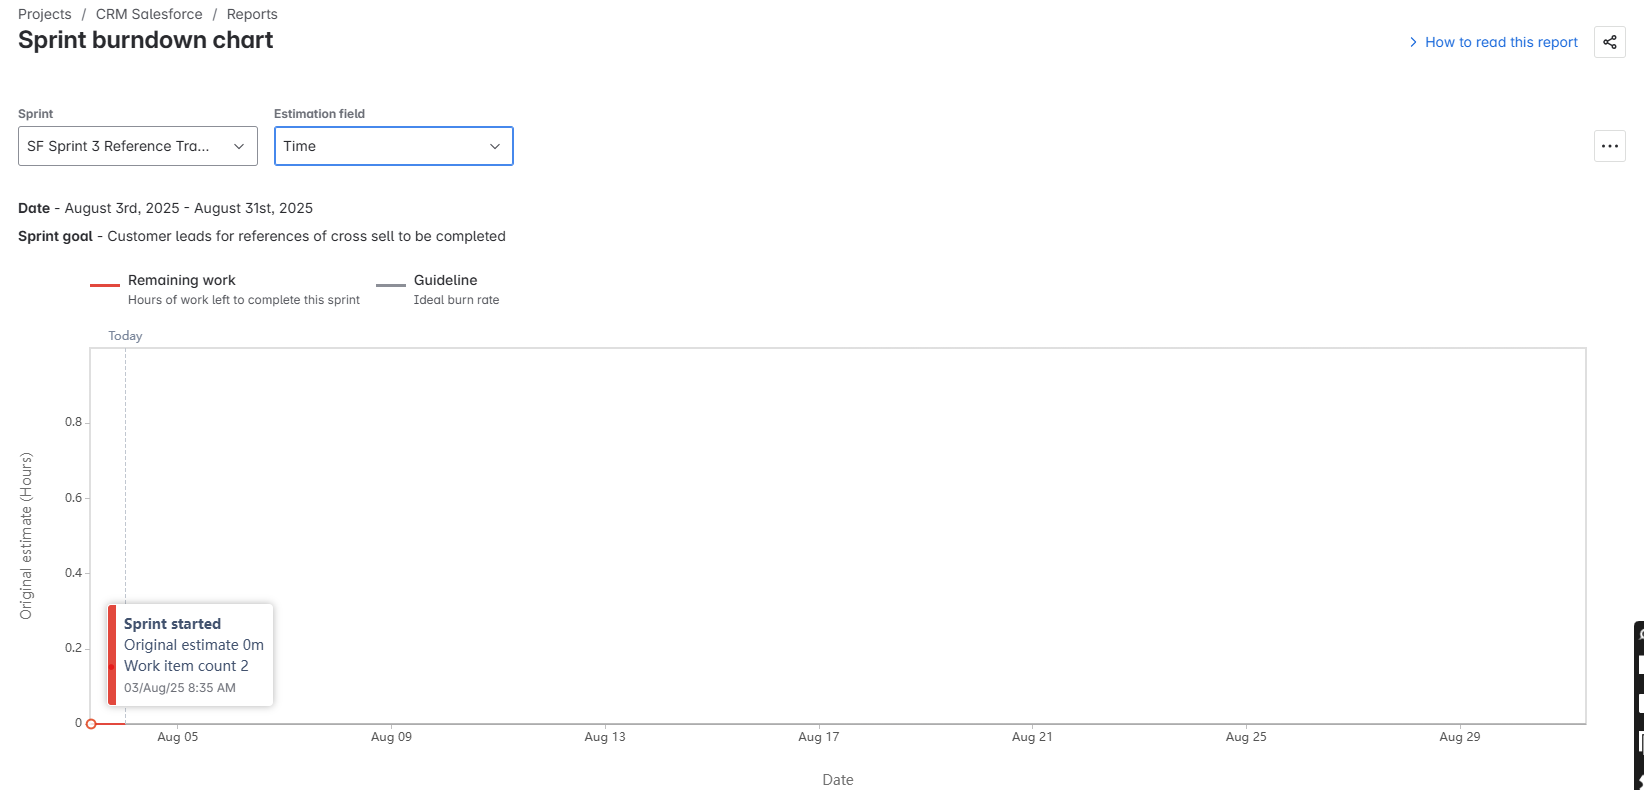 Projects / CRM Salesforce / Reports
Sprint burndown chart
How to read this report
Sprint
Estimation field
SF Sprint 3 Reference Tra...
Time
Date - August 3rd, 2025 - August 31st, 2025
Sprint goal - Customer leads for references of cross sell to be completed
Remaining work
Hours of work left to complete this sprint
Guideline
Ideal burn rate
Today
0.8
0.6
0.4
0.2
0
Original estimate (Hours)
Sprint started
Original estimate 0m
Work item count 2
03/Aug/25 8:35 AM
Aug 05
Aug 09
Aug 13
Aug 17
Aug 21
Aug 25
Aug 29
Date